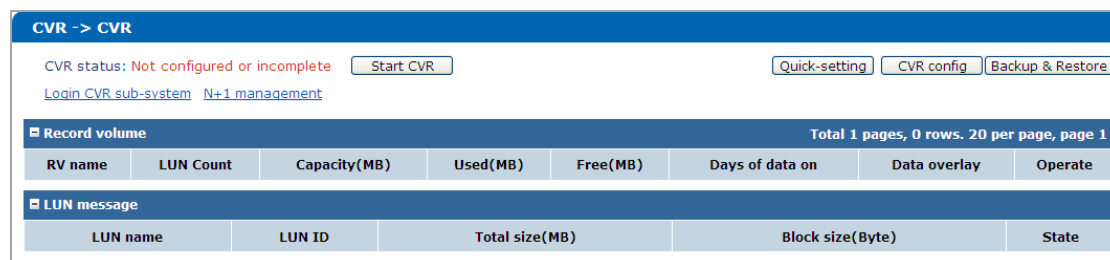 CVR -> CVR
CVR status: Not configured or incomplete Start CVR Quick-setting CVR config Backup & Restore
Login CVR sub-system N+1 management
Record volume Total 1 pages, 0 rows. 20 per page, page 1
RV name LUN Count Capacity(MB) Used(MB) Free(MB) Days of data on Data overlay Operate
LUN message
LUN name LUN ID Total size(MB) Block size(Byte) State